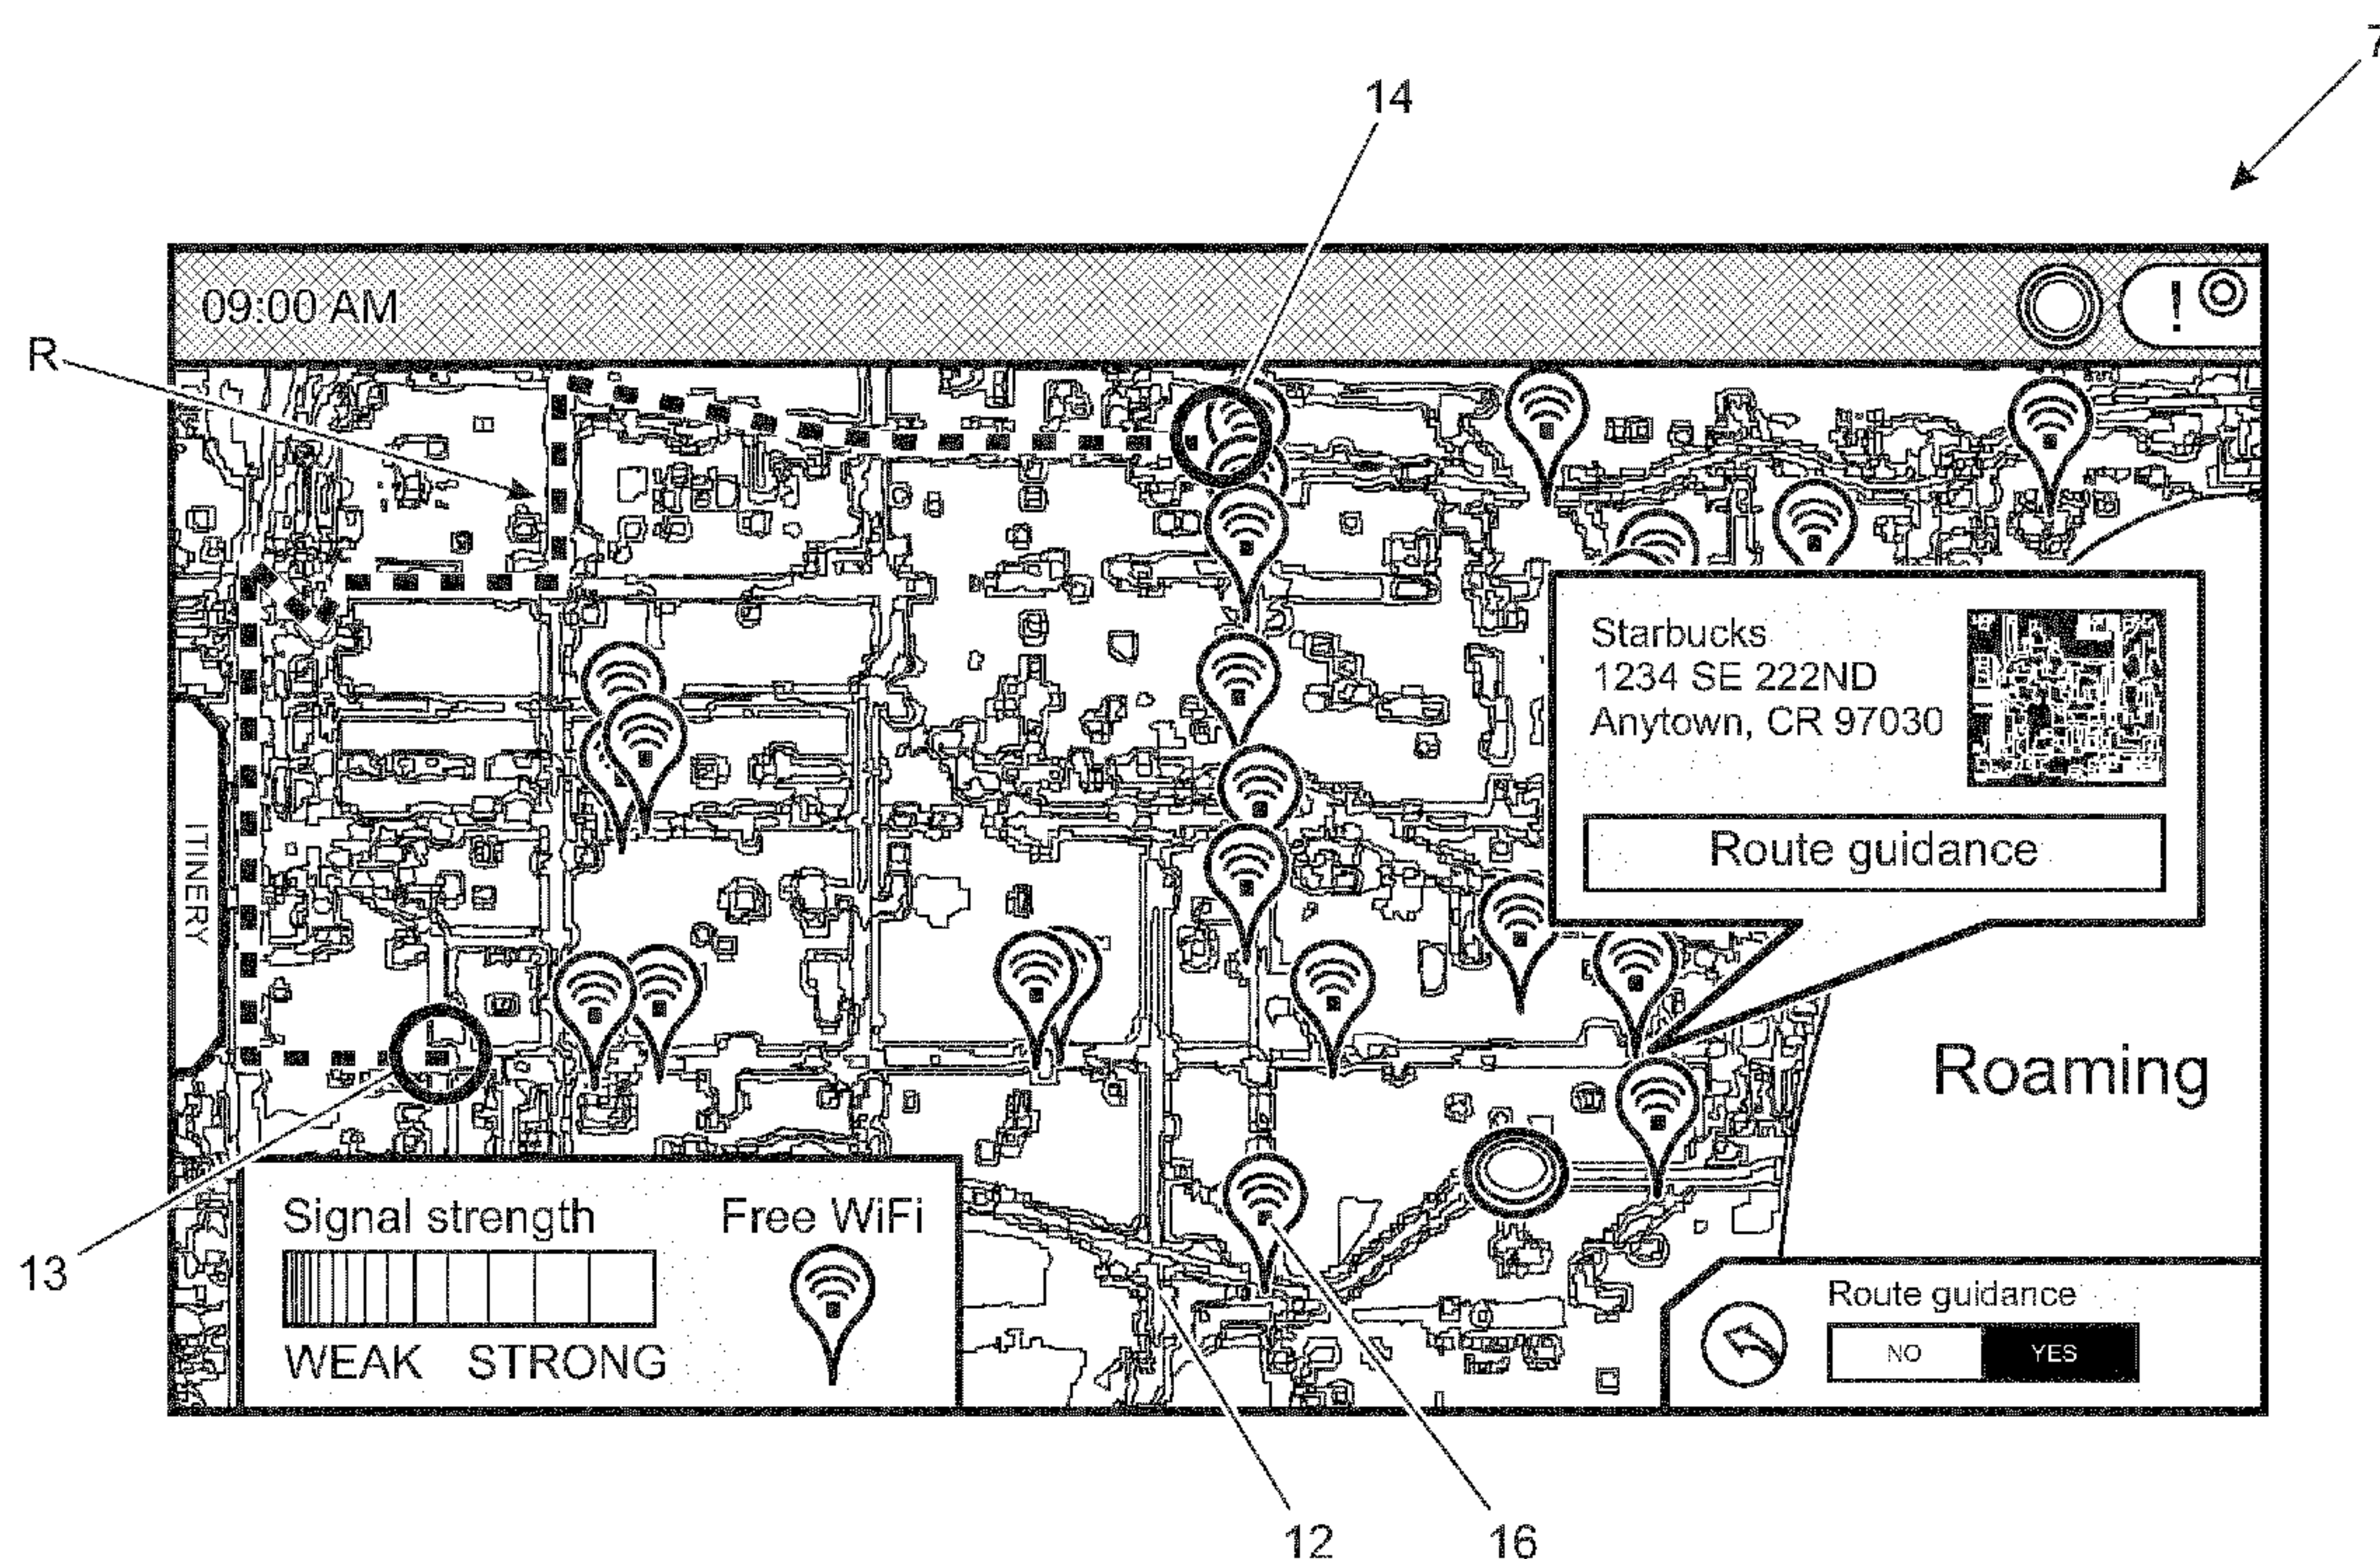 7
14
09:00 AM
!
R
Starbucks
1234 SE 222ND
Anytown, CR 97030
Route guidance
ITINERY
Roaming
Signal strength
Free WiFi
WEAK STRONG
13
Route guidance
NO YES
12
16